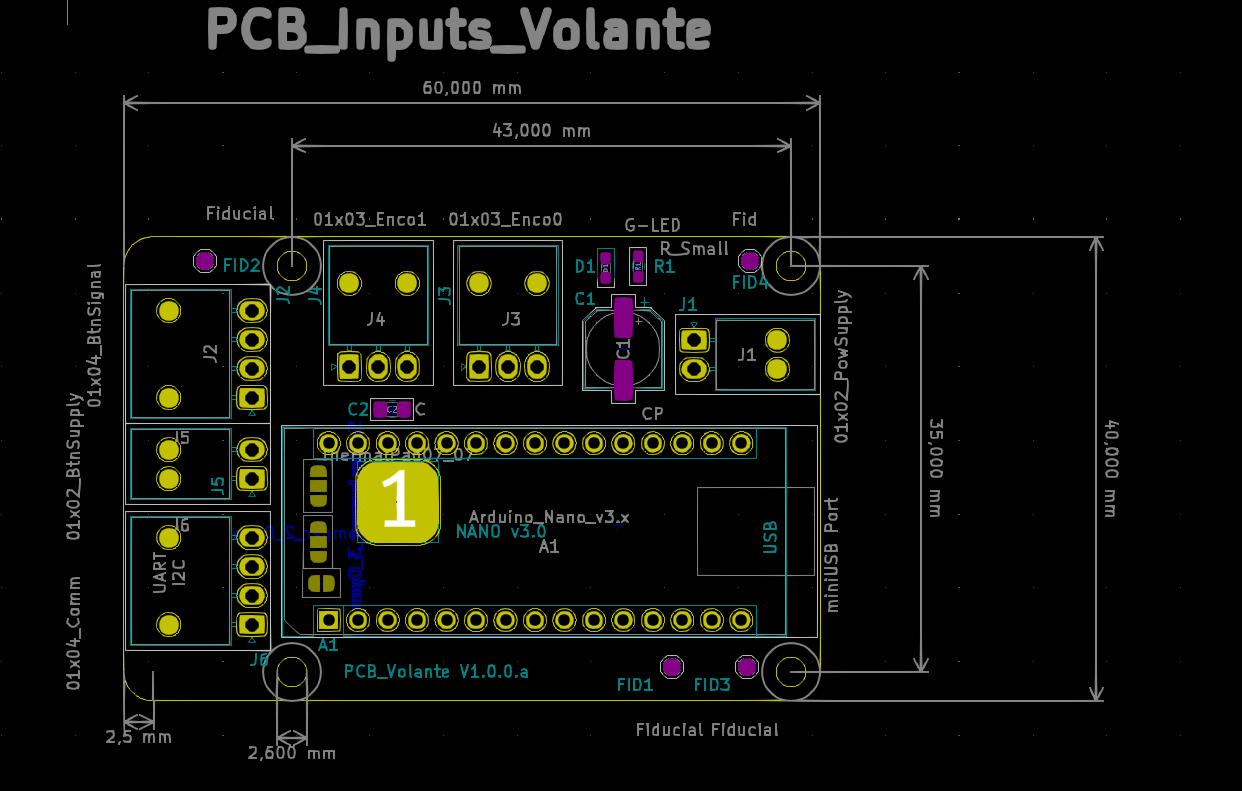 PCB_Inputs_Volante
60,000 mm
43,000 mm
Fiducial
01x03_Enco1
01x03_Enco0
G-LED
Fid
R_Small
FID2
D1
R1
FID4
J2
J4
J3
C1
+
J1
01x04_BtnSignal
J2
J4
J3
C1
+
J1
01x02_PowSupply
C2
C2
C
CP
01x02_BtnSupply
J5
J5
ThermalPad07_07
1
Arduino_Nano_v3.x
NANO v3.0
A1
USB
miniUSB Port
35,000 mm
40,000 mm
J6
UART
I2C
01x04_Comm
J6
A1
PCB_Volante V1.0.0.a
FID1
FID3
Fiducial Fiducial
2,5 mm
2,600 mm